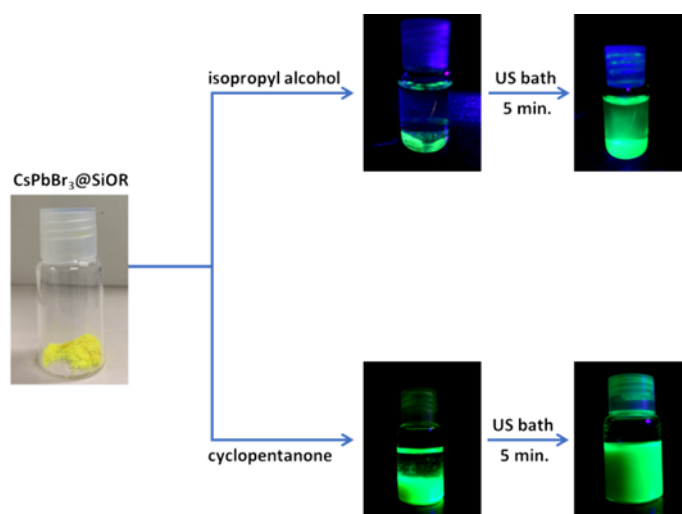 isopropyl alcohol
US bath
5 min.
CsPbBr₃@SiOR
cyclopentanone
US bath
5 min.